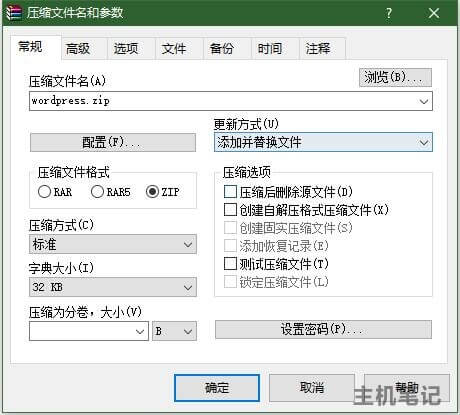 压缩文件名和参数
常规 高级 选项 文件 备份 时间 注释
压缩文件名(A)
浏览(B)...
wordpress.zip
更新方式(U)
配置(F)...
添加并替换文件
压缩文件格式
RAR RAR5 ZIP
压缩方式(C)
标准
字典大小(I)
32 KB
压缩为分卷，大小(V)
B
压缩选项
压缩后删除源文件(D)
创建自解压格式压缩文件(X)
创建固实压缩文件(S)
添加恢复记录(E)
测试压缩文件(T)
锁定压缩文件(L)
设置密码(P)...
确定 取消 帮助
主机笔记